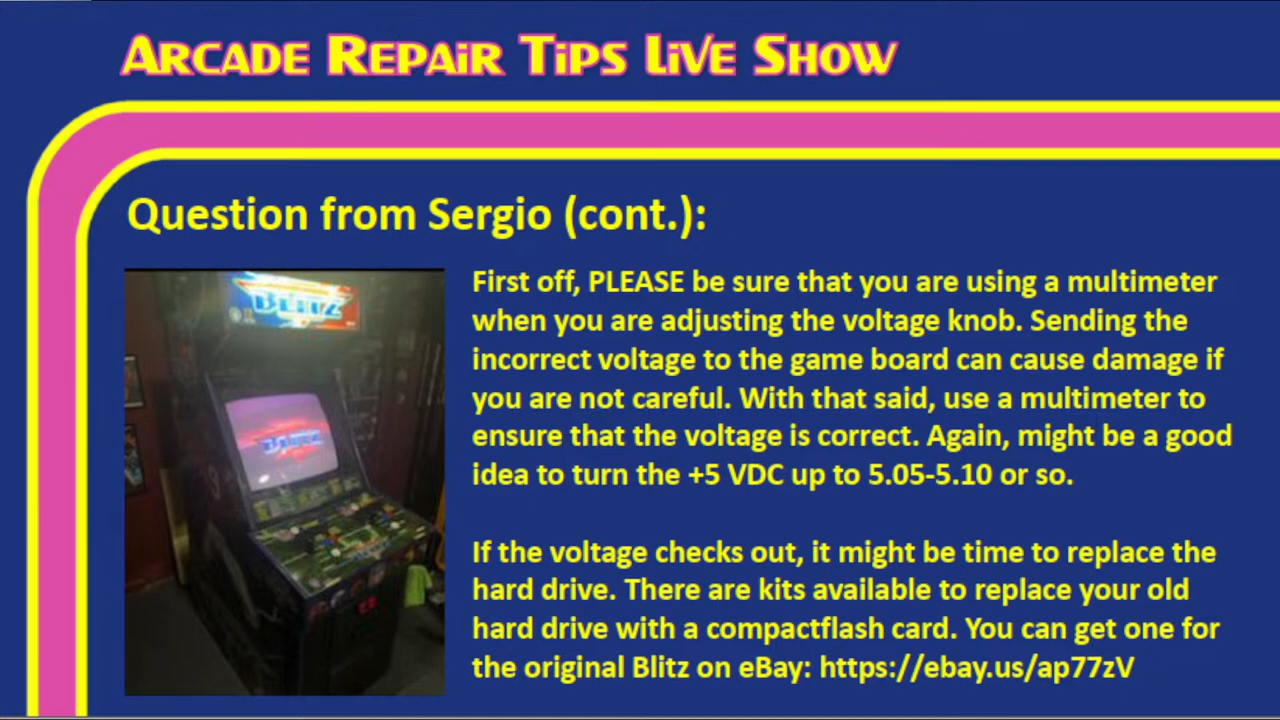 Arcade Repair Tips Live Show
Question from Sergio (cont.):
BLITZ
BLITZ
First off, PLEASE be sure that you are using a multimeter
when you are adjusting the voltage knob. Sending the
incorrect voltage to the game board can cause damage if
you are not careful. With that said, use a multimeter to
ensure that the voltage is correct. Again, might be a good
idea to turn the +5 VDC up to 5.05-5.10 or so.
If the voltage checks out, it might be time to replace the
hard drive. There are kits available to replace your old
hard drive with a compactflash card. You can get one for
the original Blitz on eBay: https://ebay.us/ap77zV